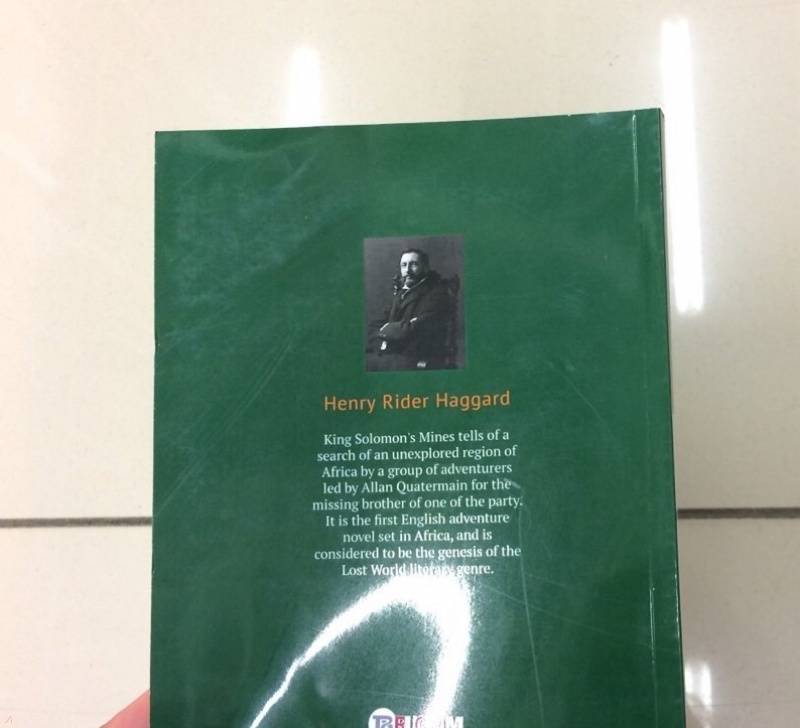 Henry Rider Haggard
King Solomon's Mines tells of a
search of an unexplored region of
Africa by a group of adventurers
led by Allan Quatermain for the
missing brother of one of the party.
It is the first English adventure
novel set in Africa, and is
considered to be the genesis of the
Lost World literary genre.